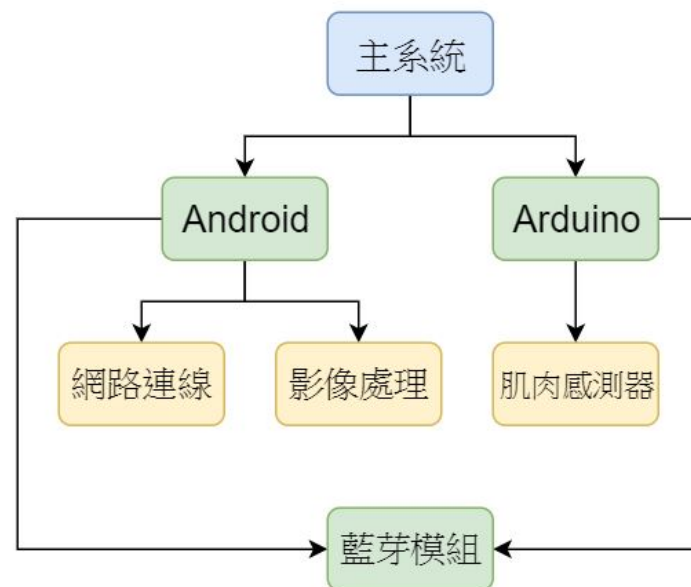 主系統
Android
Arduino
網路連線
影像處理
肌肉感測器
藍芽模組